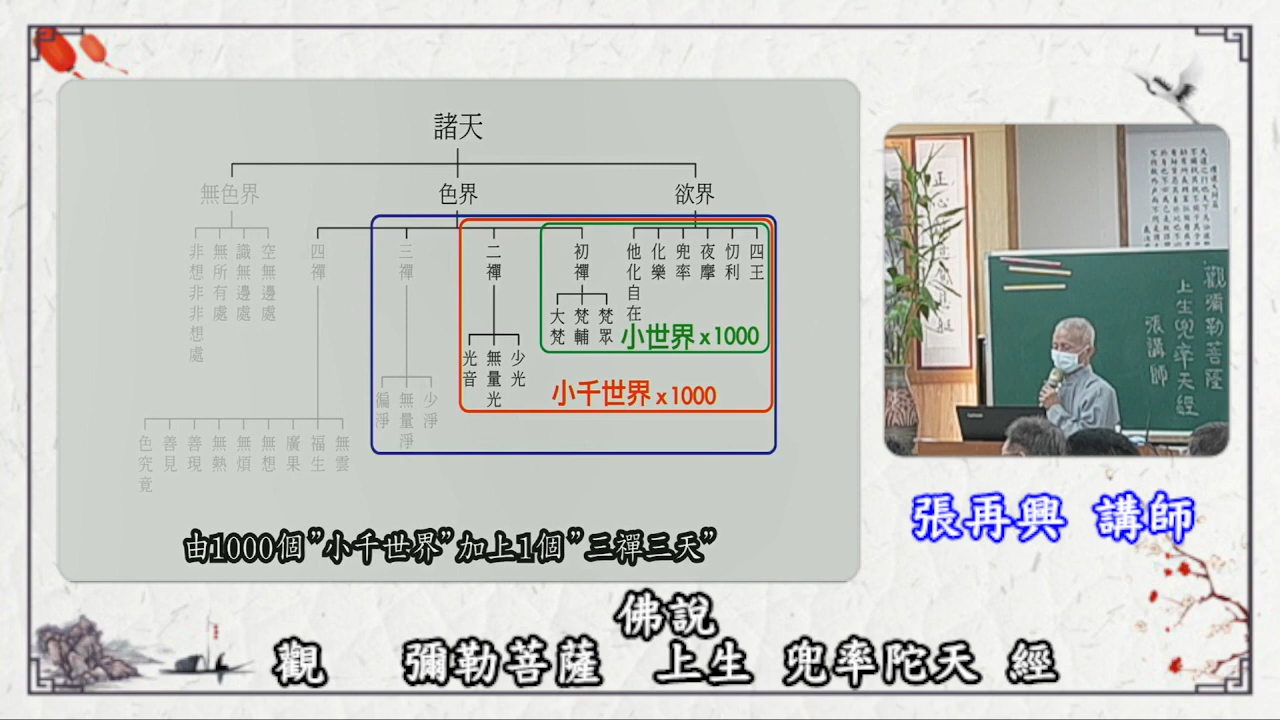 諸天
無色界
色界
欲界
非想非非想處
無所有處
識無邊處
空無邊處
四禪
三禪
二禪
初禪
他化自在
化樂
兜率
夜摩
忉利
四王
大梵
梵輔
梵眾
小世界 x1000
光音
無量光
少光
小千世界 x1000
徧淨
無量淨
少淨
色究竟
善見
善現
無熱
無煩
無想
廣果
福生
無雲
由1000個"小千世界"加上1個"三禪三天"
觀彌勒菩薩
上生兜率天經
張講師
張再興 講師
佛說
觀 彌勒菩薩 上生 兜率陀天 經